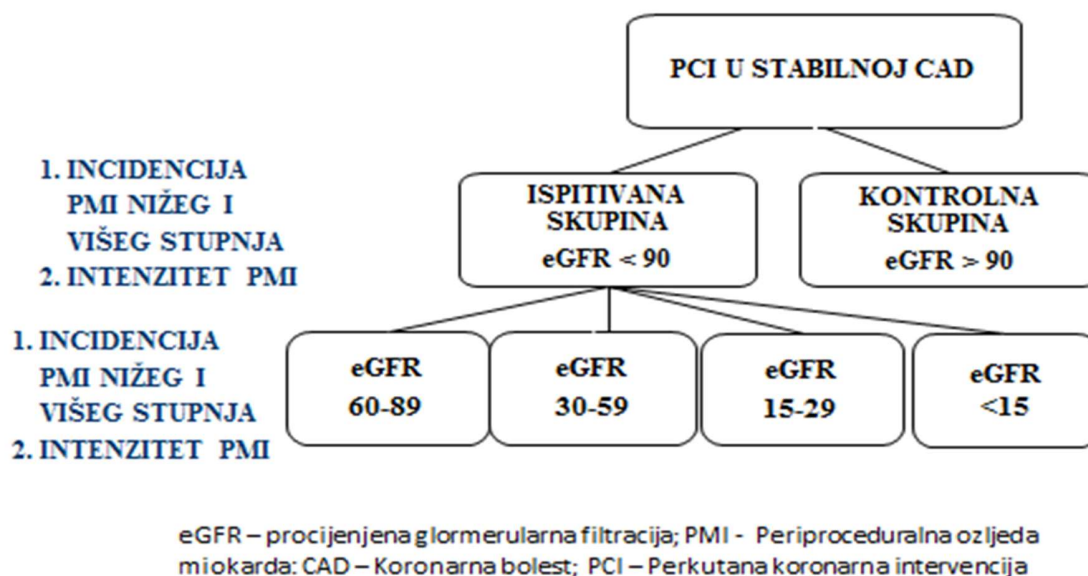 PCI U STABILNOJ CAD
1. INCIDENCIJA
PMI NIŽEG I
VIŠEG STUPNJA
2. INTENZITET PMI
ISPITIVANA
SKUPINA
eGFR < 90
KONTROLNA
SKUPINA
eGFR > 90
1. INCIDENCIJA
PMI NIŽEG I
VIŠEG STUPNJA
2. INTENZITET PMI
eGFR
60-89
eGFR
30-59
eGFR
15-29
eGFR
<15
eGFR – procijenjena glormerularna filtracija; PMI - Periproceduralna ozljeda
miokarda; CAD – Koronarna bolest; PCI – Perkutana koronarna intervencija